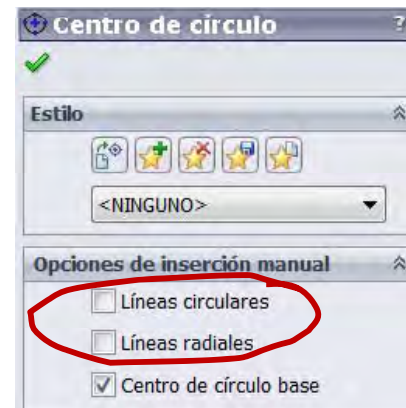 Centro de círculo ?
Estilo
<NINGUNO>
Opciones de inserción manual
Líneas circulares
Líneas radiales
Centro de círculo base